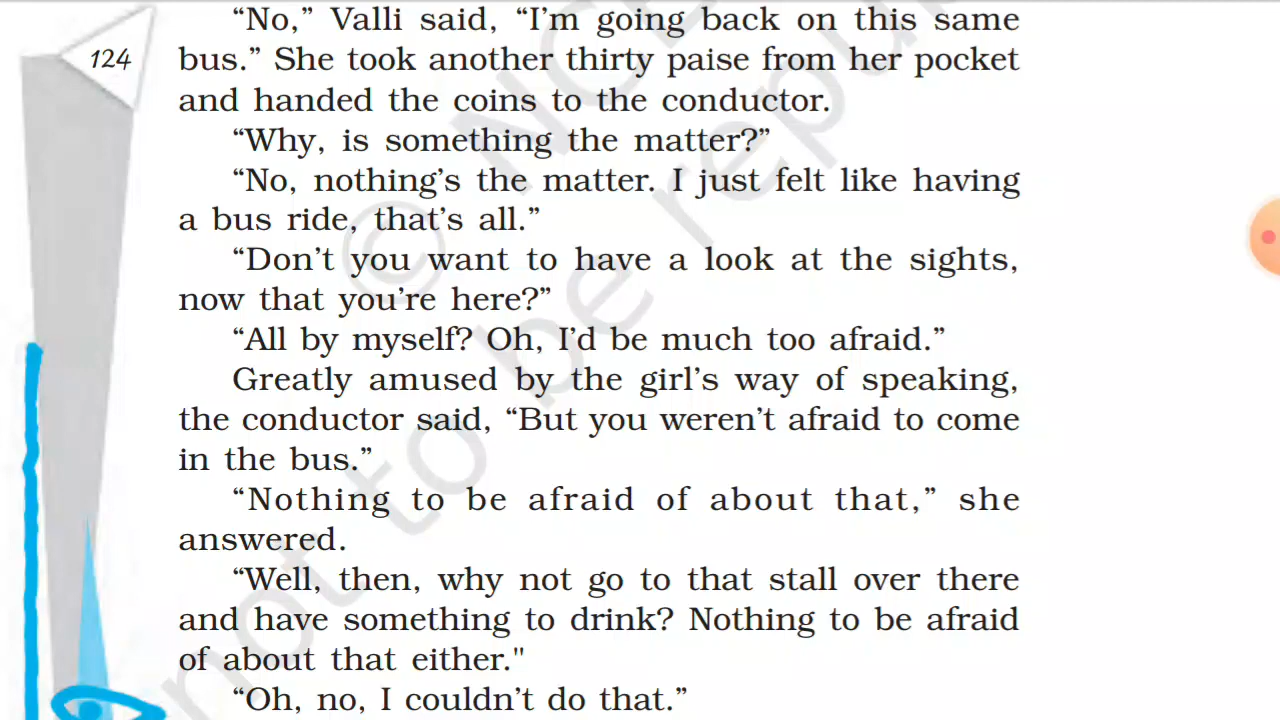 124
“No,” Valli said, “I’m going back on this same
bus.” She took another thirty paise from her pocket
and handed the coins to the conductor.
“Why, is something the matter?”
“No, nothing’s the matter. I just felt like having
a bus ride, that’s all.”
“Don’t you want to have a look at the sights,
now that you’re here?”
“All by myself? Oh, I’d be much too afraid.”
Greatly amused by the girl’s way of speaking,
the conductor said, “But you weren’t afraid to come
in the bus.”
“Nothing to be afraid of about that,” she
answered.
“Well, then, why not go to that stall over there
and have something to drink? Nothing to be afraid
of about that either."
“Oh, no, I couldn’t do that.”
© NCE
not to be repu